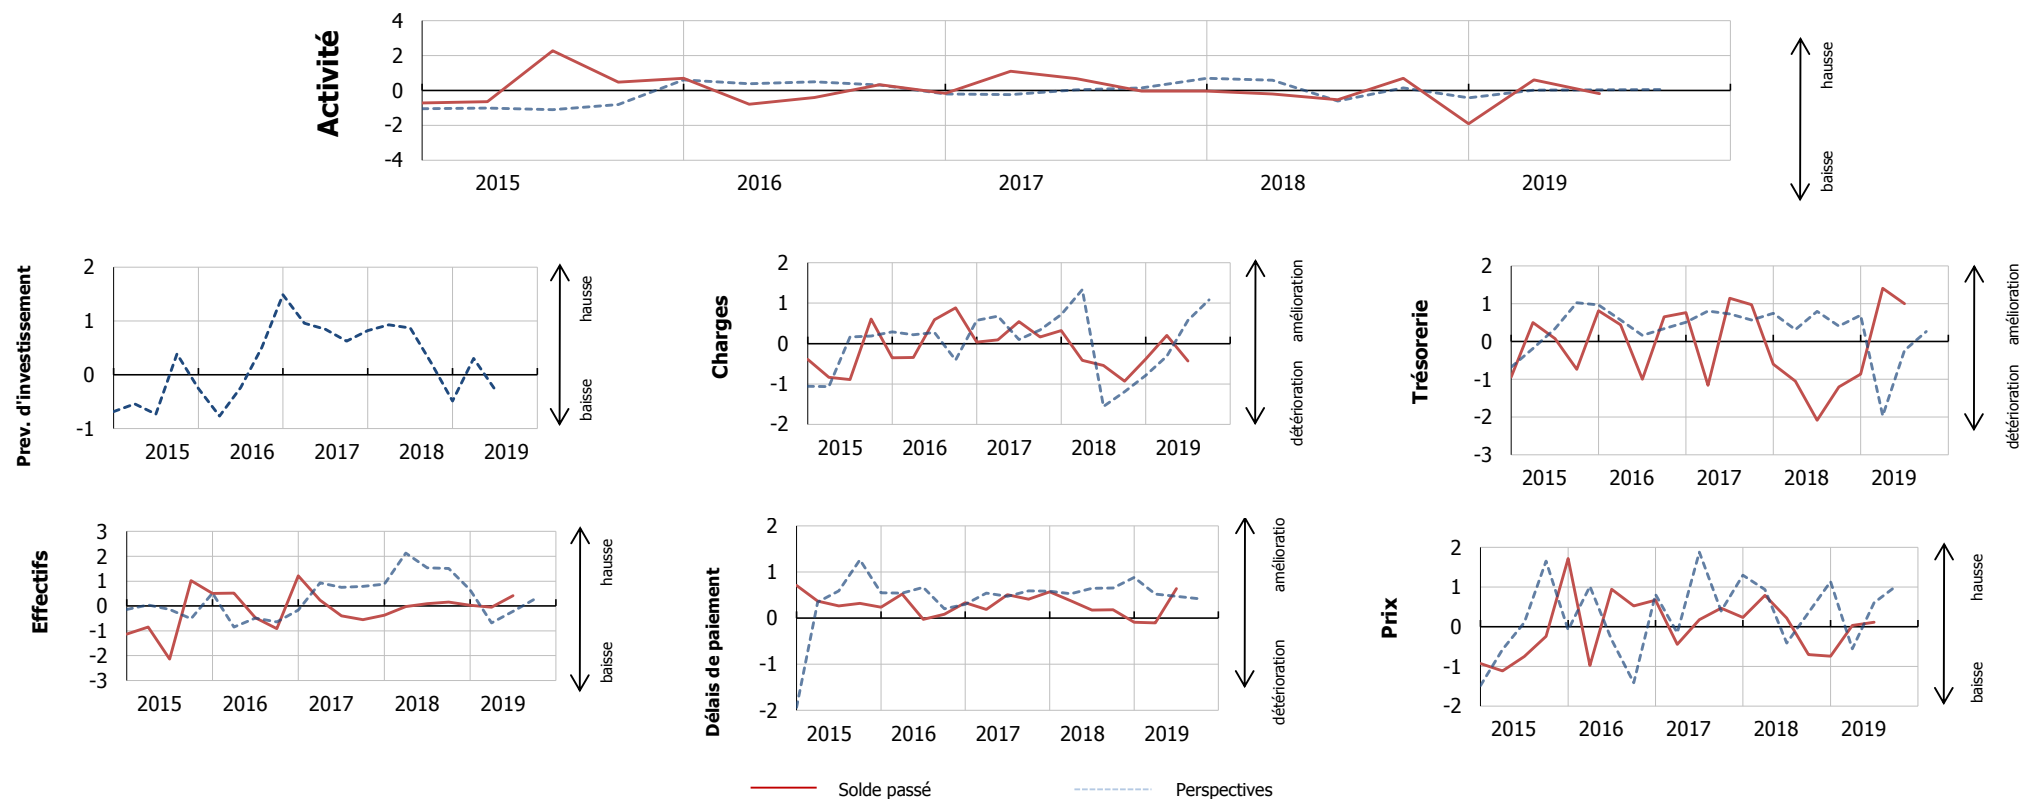 Activité
4
2
0
-2
-4
2015 2016 2017 2018 2019
hausse
baisse
Prev. d'investissement
2
1
0
-1
2015 2016 2017 2018 2019
hausse
baisse
Charges
2
1
0
-1
-2
2015 2016 2017 2018 2019
amélioration
détérioration
Trésorerie
2
1
0
-1
-2
-3
2015 2016 2017 2018 2019
amélioration
détérioration
Effectifs
3
2
1
0
-1
-2
-3
2015 2016 2017 2018 2019
hausse
baisse
Délais de paiement
2
1
0
-1
-2
2015 2016 2017 2018 2019
amélioratio
détérioration
Prix
2
1
0
-1
-2
2015 2016 2017 2018 2019
hausse
baisse
Solde passé Perspectives